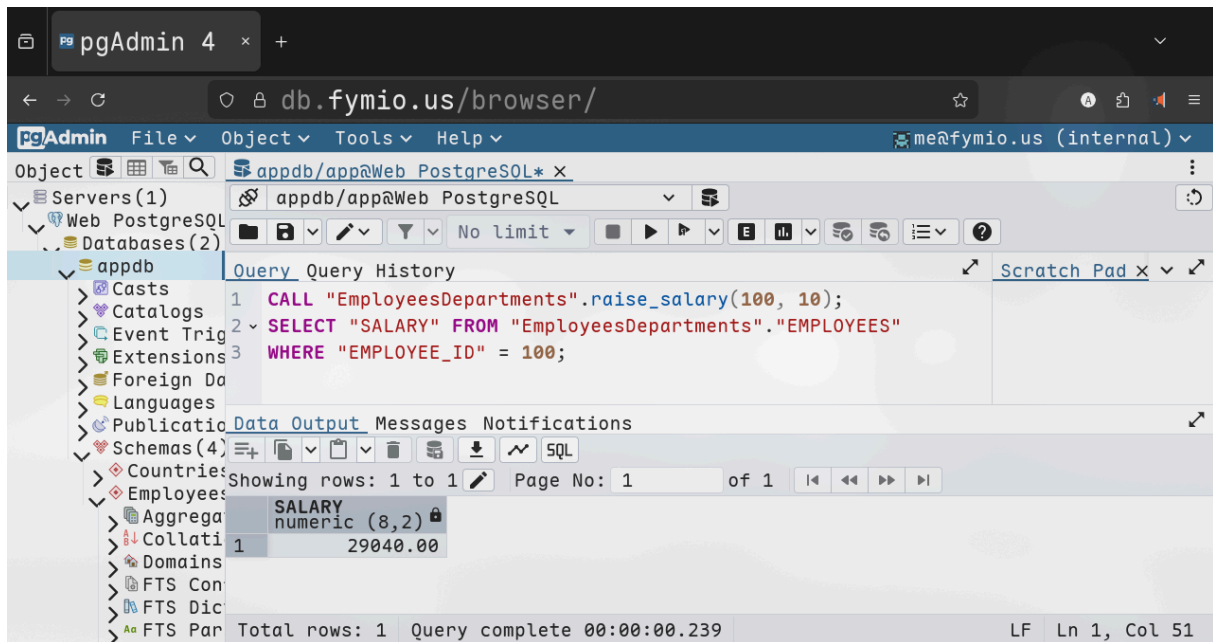 pgAdmin 4
db.fymio.us/browser/
pgAdmin File Object Tools Help me@fymio.us (internal)
Object appdb/app@Web PostgreSQL*
Servers(1) appdb/app@Web PostgreSQL
Web PostgreSQL No limit
Databases(2)
appdb Query Query History Scratch Pad
Casts 1 CALL "EmployeesDepartments".raise_salary(100, 10);
Catalogs 2 SELECT "SALARY" FROM "EmployeesDepartments"."EMPLOYEES"
Event Trig 3 WHERE "EMPLOYEE_ID" = 100;
Extensions
Foreign Da
Languages
Publicatio Data Output Messages Notifications
Schemas(4) SQL
Countries Showing rows: 1 to 1 Page No: 1 of 1
Employees SALARY
Aggrega numeric (8,2)
Collati 1 29040.00
Domains
FTS Con
FTS Dic
FTS Par Total rows: 1 Query complete 00:00:00.239 LF Ln 1, Col 51